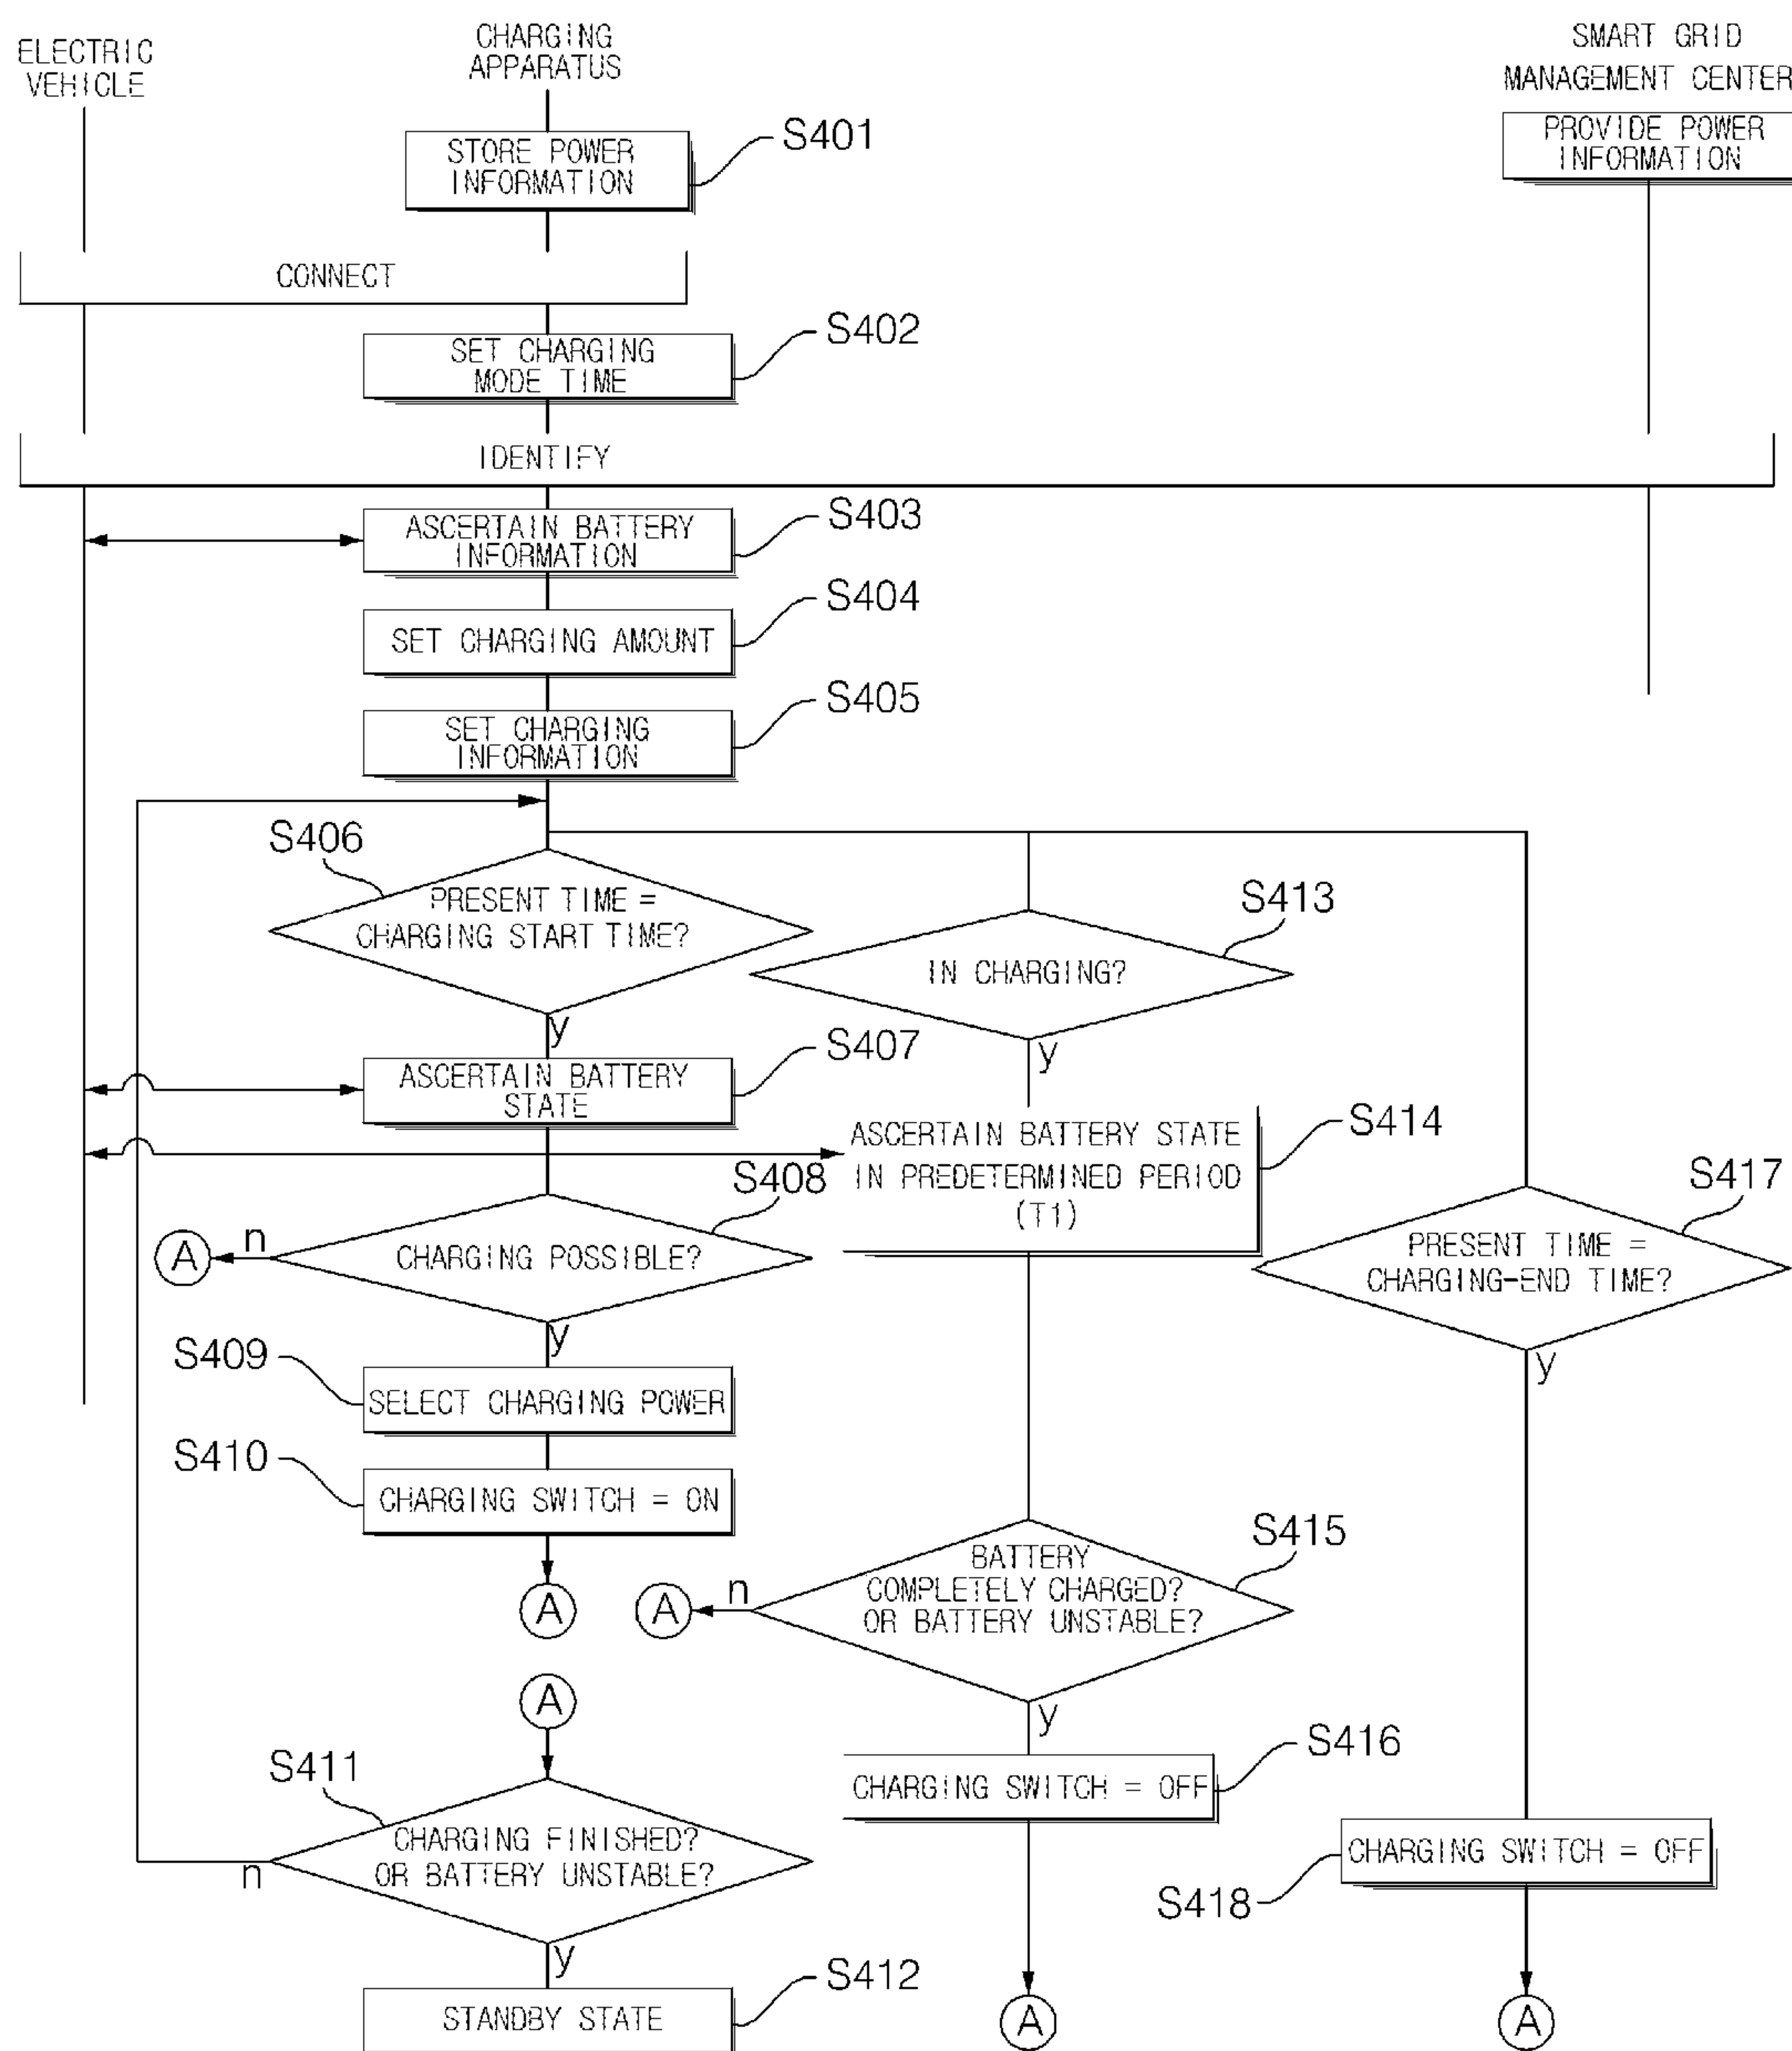 ELECTRIC
VEHICLE
CHARGING
APPARATUS
SMART GRID
MANAGEMENT CENTER
STORE POWER
INFORMATION
S401
PROVIDE POWER
INFORMATION
CONNECT
SET CHARGING
MODE TIME
S402
IDENTIFY
ASCERTAIN BATTERY
INFORMATION
S403
SET CHARGING AMOUNT
S404
SET CHARGING
INFORMATION
S405
S406
PRESENT TIME =
CHARGING START TIME?
y
S413
IN CHARGING?
y
ASCERTAIN BATTERY
STATE
S407
ASCERTAIN BATTERY STATE
IN PREDETERMINED PERIOD
(T1)
S414
S408
CHARGING POSSIBLE?
n
A
y
S417
PRESENT TIME =
CHARGING-END TIME?
y
S409
SELECT CHARGING POWER
S410
CHARGING SWITCH = ON
A
S415
BATTERY
COMPLETELY CHARGED?
OR BATTERY UNSTABLE?
n
A
y
A
S411
CHARGING FINISHED?
OR BATTERY UNSTABLE?
n
y
S416
CHARGING SWITCH = OFF
CHARGING SWITCH = OFF
S418
S412
STANDBY STATE
A
A